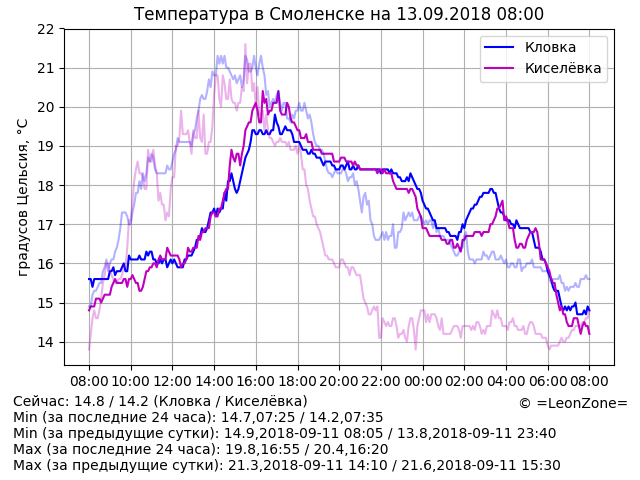 Температура в Смоленске на 13.09.2018 08:00
градусов Цельсия, °C
22
21
20
19
18
17
16
15
14
Кловка
Киселёвка
08:00 10:00 12:00 14:00 16:00 18:00 20:00 22:00 00:00 02:00 04:00 06:00 08:00
Сейчас: 14.8 / 14.2 (Кловка / Киселёвка)
© =LeonZone=
Min (за последние 24 часа): 14.7,07:25 / 14.2,07:35
Min (за предыдущие сутки): 14.9,2018-09-11 08:05 / 13.8,2018-09-11 23:40
Max (за последние 24 часа): 19.8,16:55 / 20.4,16:20
Max (за предыдущие сутки): 21.3,2018-09-11 14:10 / 21.6,2018-09-11 15:30